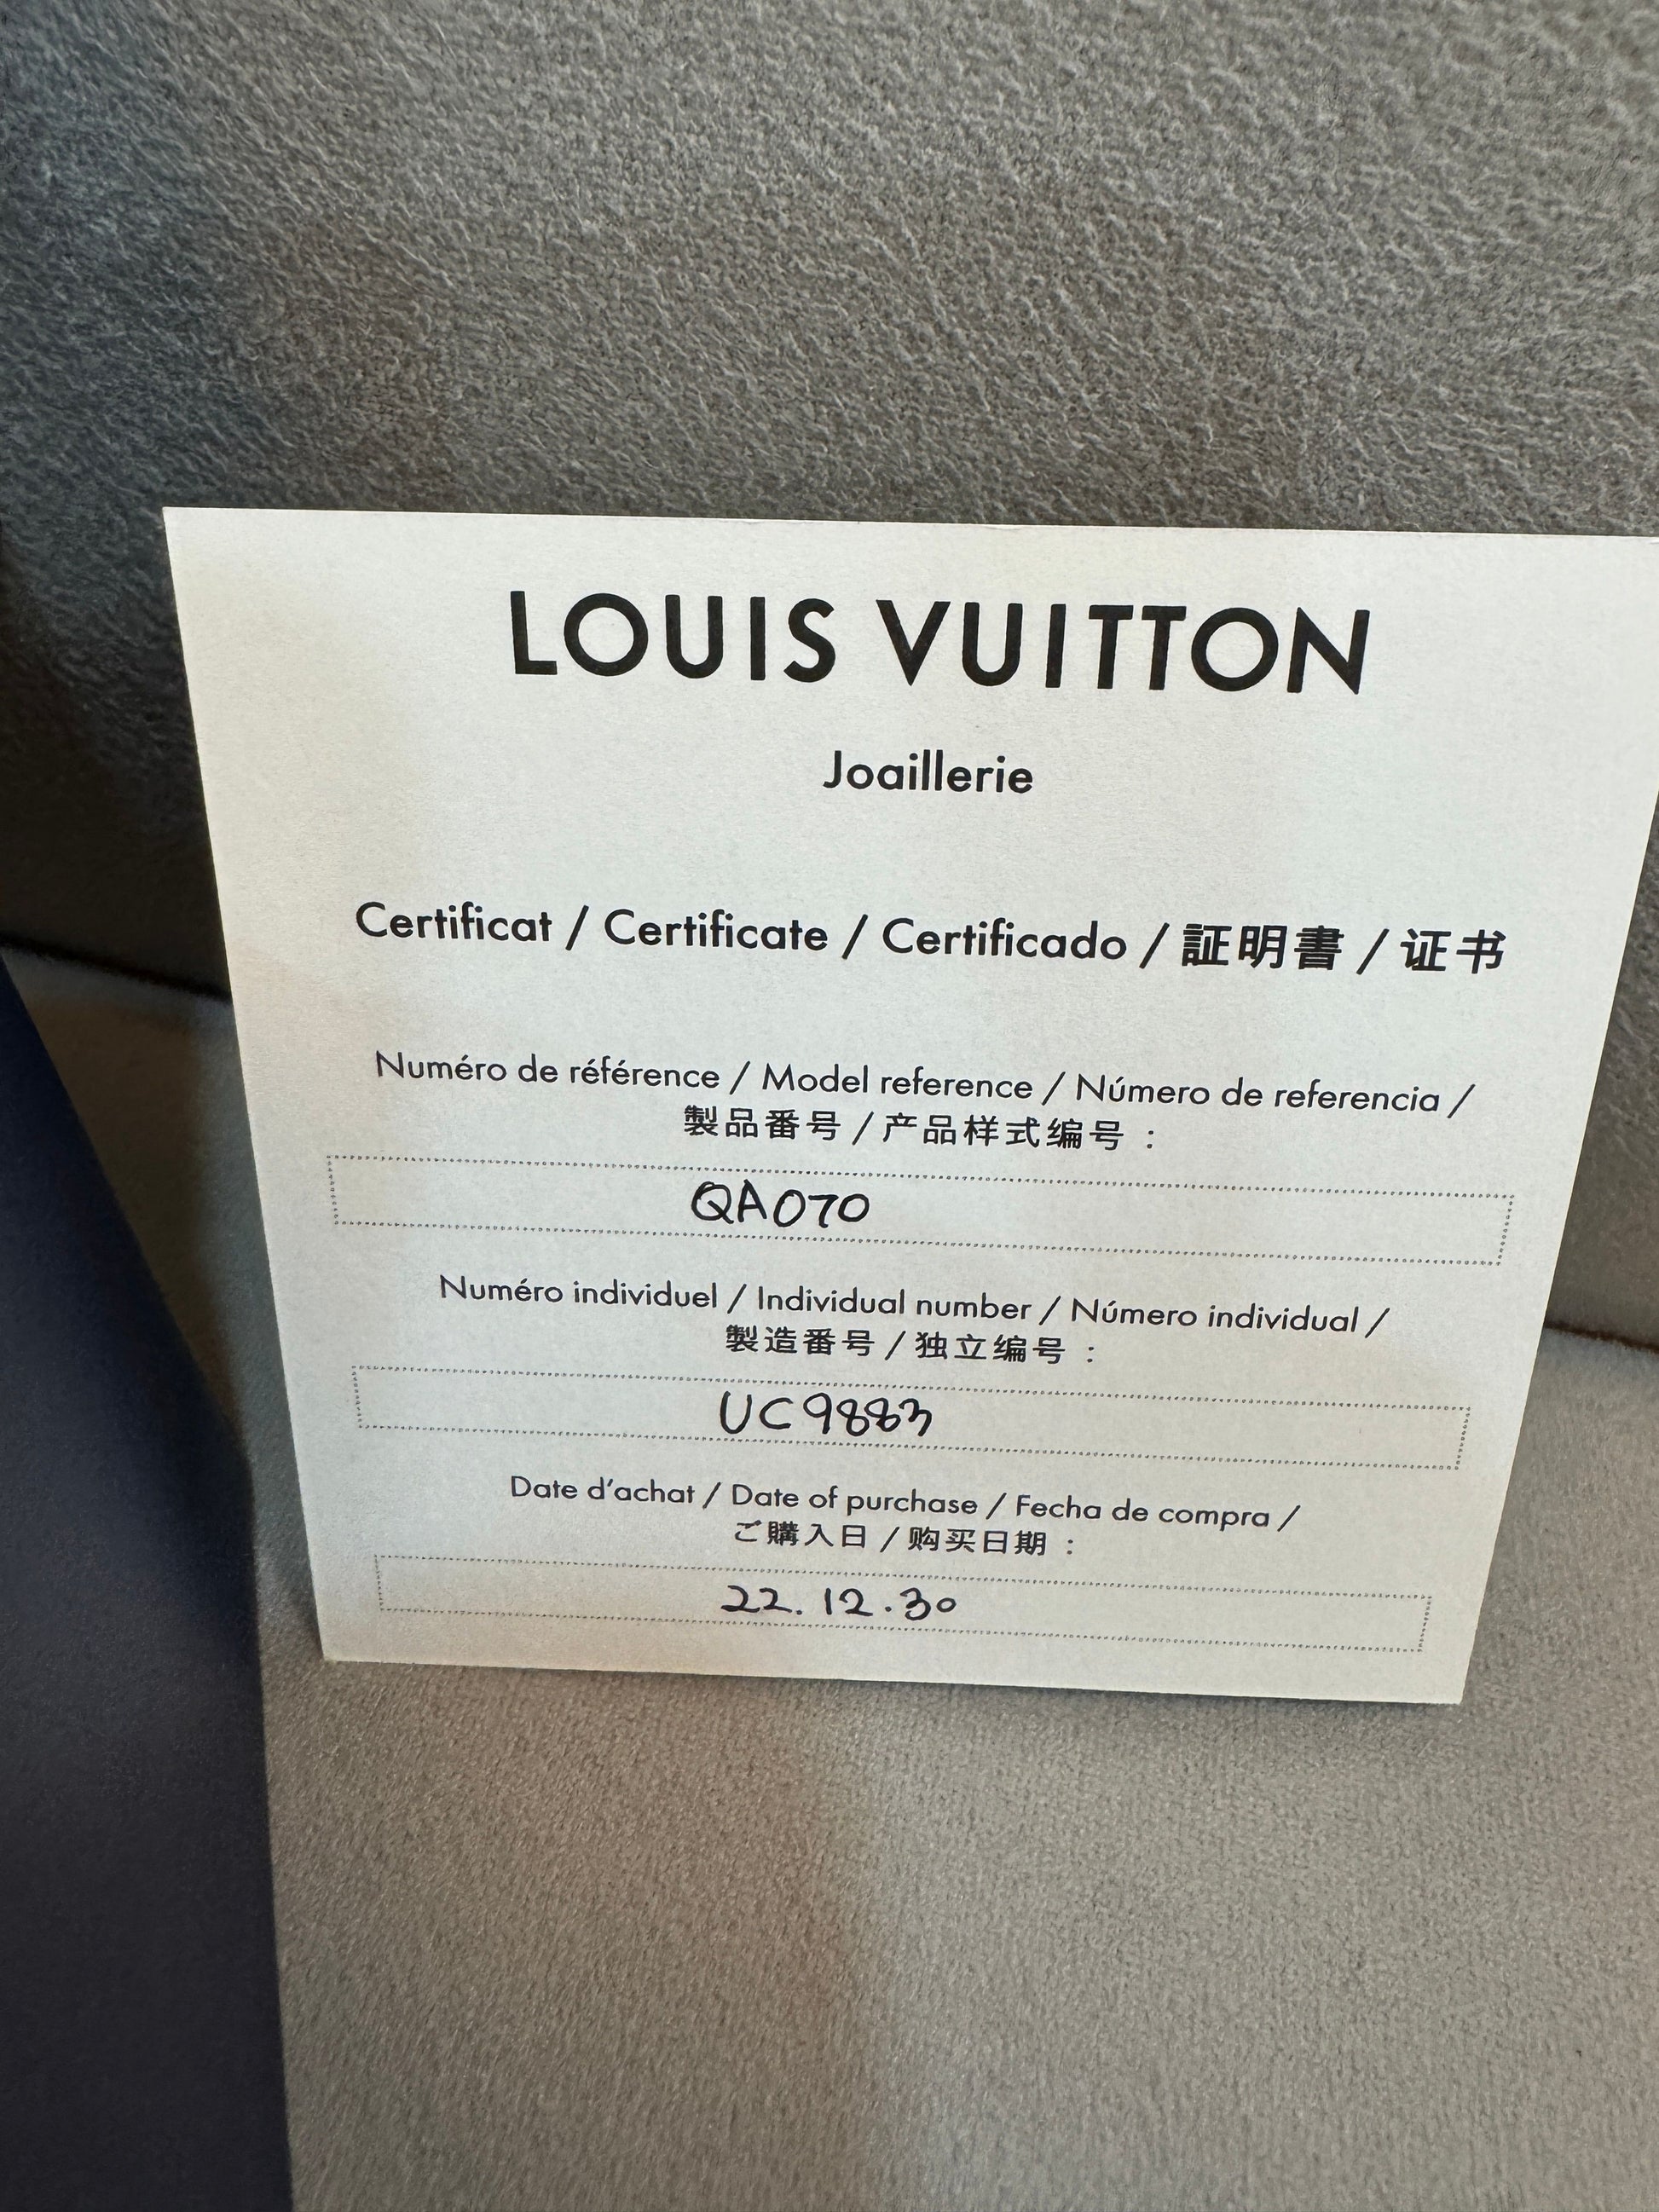 LOUIS VUITTON
Joaillerie
Certificat / Certificate / Certificado / 証明書 / 证书
Numéro de référence / Model reference / Número de referencia /
製品番号 / 产品样式编号 :
QA070
Numéro individuel / Individual number / Número individual /
製造番号 / 独立编号 :
UC9883
Date d'achat / Date of purchase / Fecha de compra /
ご購入日 / 购买日期 :
22.12.30